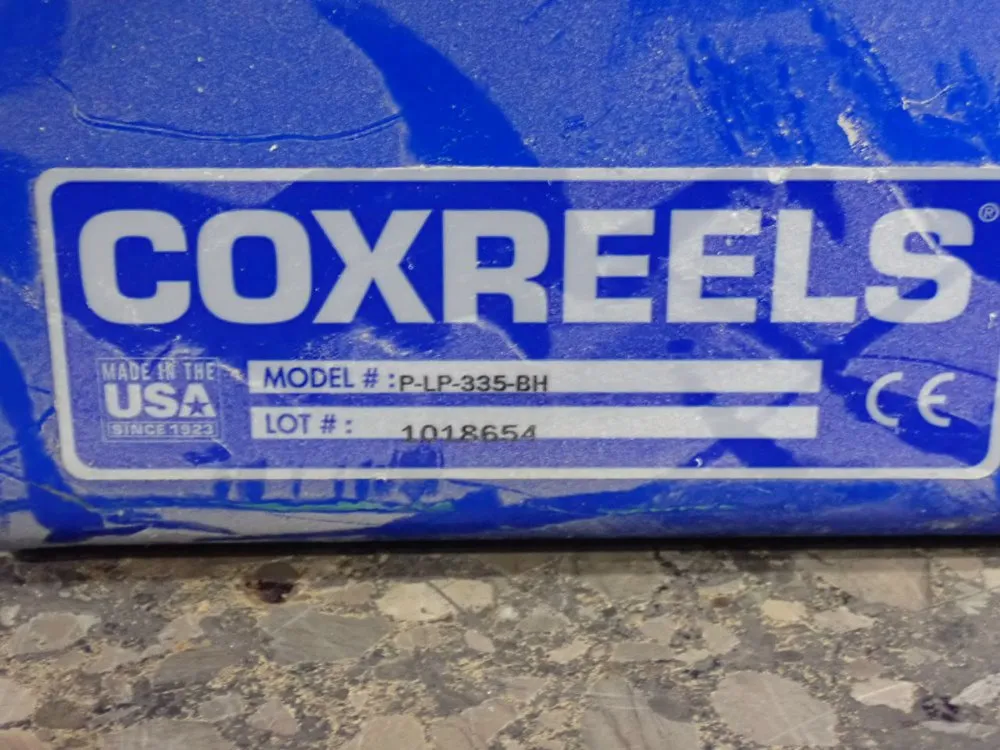 COXREELS®
MADE IN THE
USA
SINCE 1923
MODEL # : P-LP-335-BH
LOT # : 1018654
CE